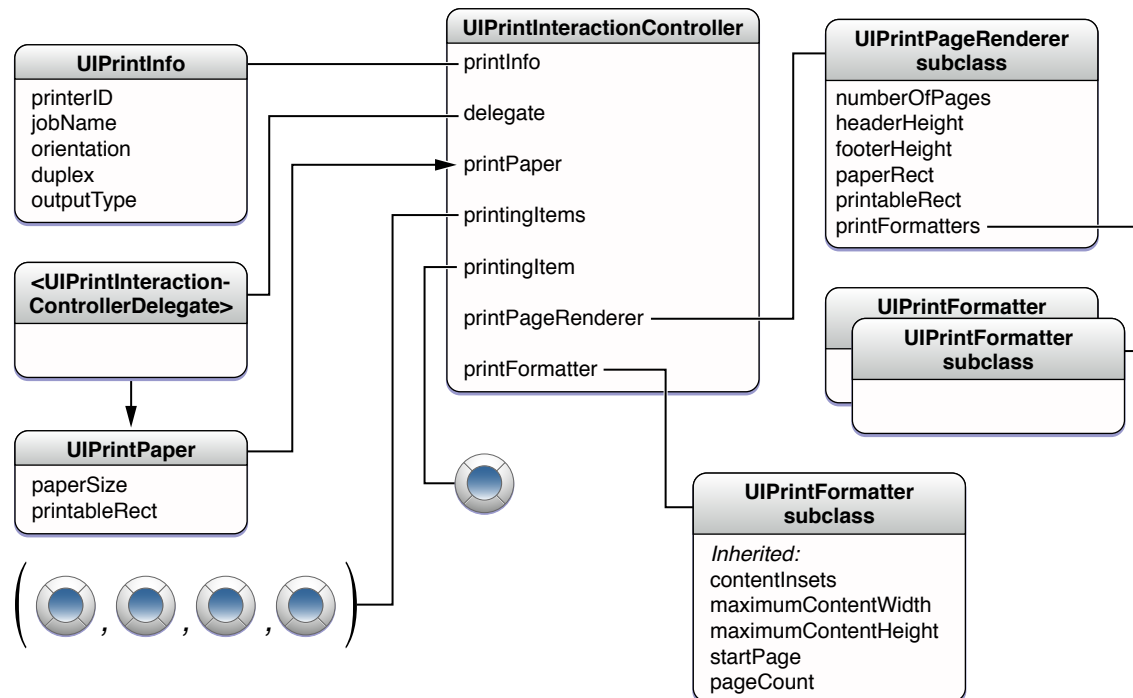 UIPrintInteractionController
printInfo
delegate
printPaper
printingItems
printingItem
printPageRenderer
printFormatter
UIPrintInfo
printerID
jobName
orientation
duplex
outputType
<UIPrintInteraction-
ControllerDelegate>
UIPrintPaper
paperSize
printableRect
( , , , )
UIPrintPageRenderer
subclass
numberOfPages
headerHeight
footerHeight
paperRect
printableRect
printFormatters
UIPrintFormatter
UIPrintFormatter
subclass
UIPrintFormatter
subclass
Inherited:
contentInsets
maximumContentWidth
maximumContentHeight
startPage
pageCount